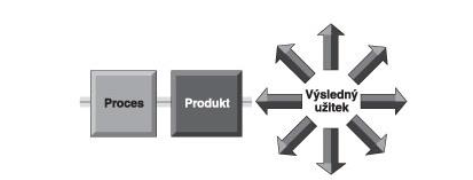 Proces
Produkt
Výsledný
užitek